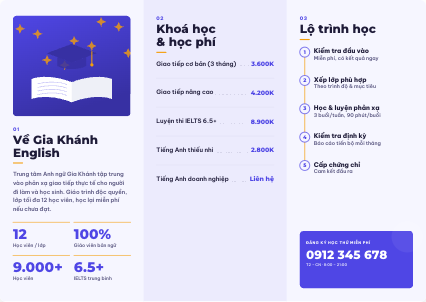 01
Về Gia Khánh
English
Trung tâm Anh ngữ Gia Khánh tập trung
vào phản xạ giao tiếp thực tế cho người
đi làm và học sinh. Giáo trình độc quyền,
lớp tối đa 12 học viên, học lại miễn phí
nếu chưa đạt.
12
Học viên / lớp
100%
Giáo viên bản ngữ
9.000+
Học viên
6.5+
IELTS trung bình
02
Khoá học
& học phí
Giao tiếp cơ bản (3 tháng) 3.600K
Giao tiếp nâng cao 4.200K
Luyện thi IELTS 6.5+ 8.900K
Tiếng Anh thiếu nhi 2.800K
Tiếng Anh doanh nghiệp Liên hệ
03
Lộ trình học
1 Kiểm tra đầu vào
Miễn phí, có kết quả ngay
2 Xếp lớp phù hợp
Theo trình độ & mục tiêu
3 Học & luyện phản xạ
3 buổi/tuần, 90 phút/buổi
4 Kiểm tra định kỳ
Báo cáo tiến bộ mỗi tháng
5 Cấp chứng chỉ
Cam kết đầu ra
ĐĂNG KÝ HỌC THỬ MIỄN PHÍ
0912 345 678
T2 – CN · 8:00 – 21:00